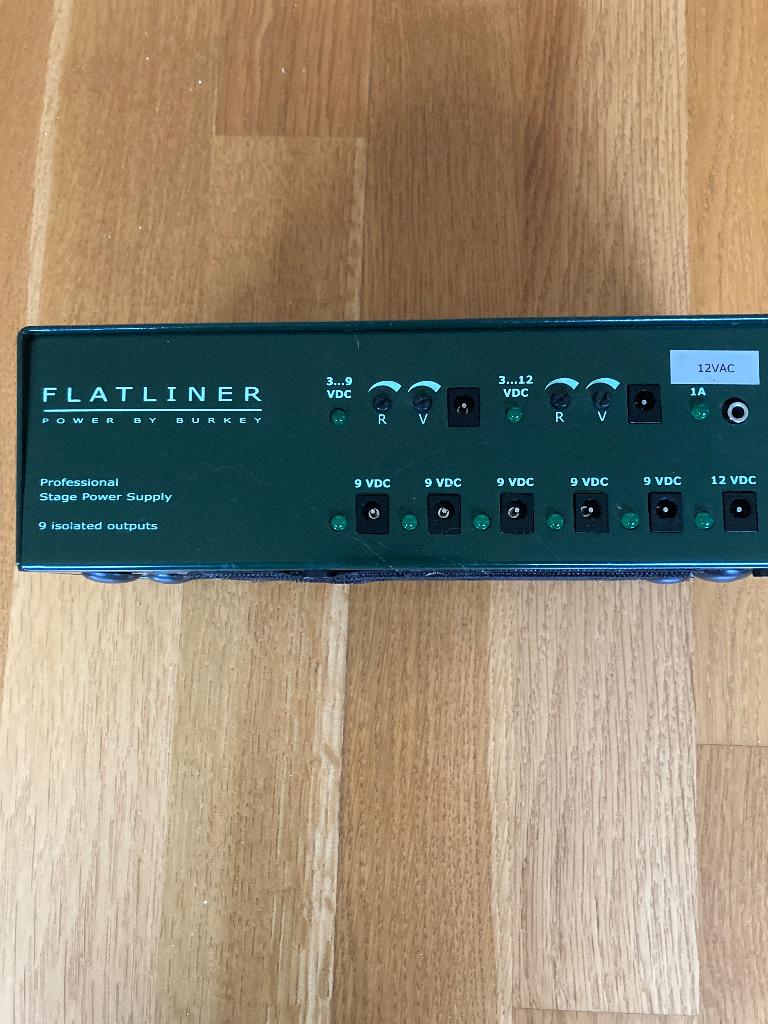 FLATLINER
POWER BY BURKEY
Professional
Stage Power Supply
9 isolated outputs
3...9
VDC
R V
3...12
VDC
R V
12VAC
1A
9 VDC 9 VDC 9 VDC 9 VDC 9 VDC 12 VDC